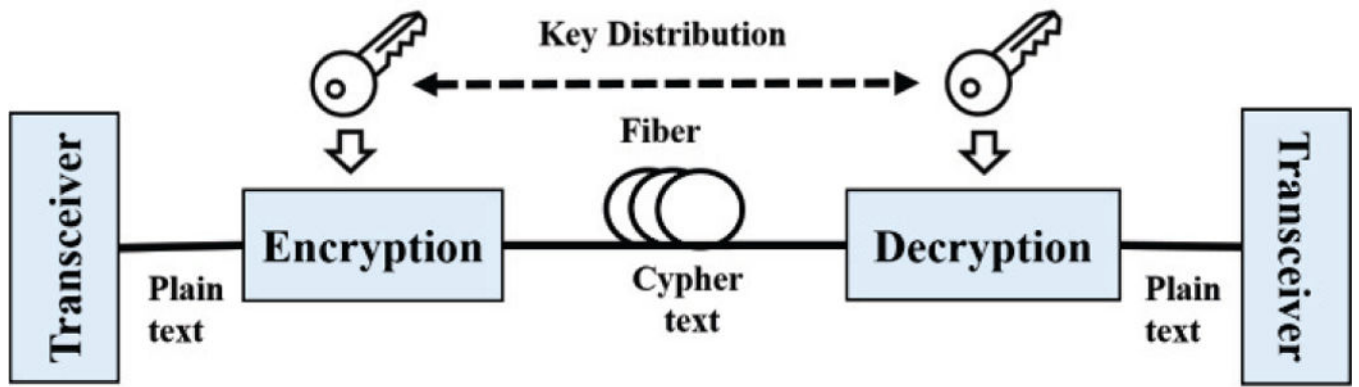 Key Distribution
Fiber
Transceiver
Encryption
Decryption
Transceiver
Plain
text
Cypher
text
Plain
text